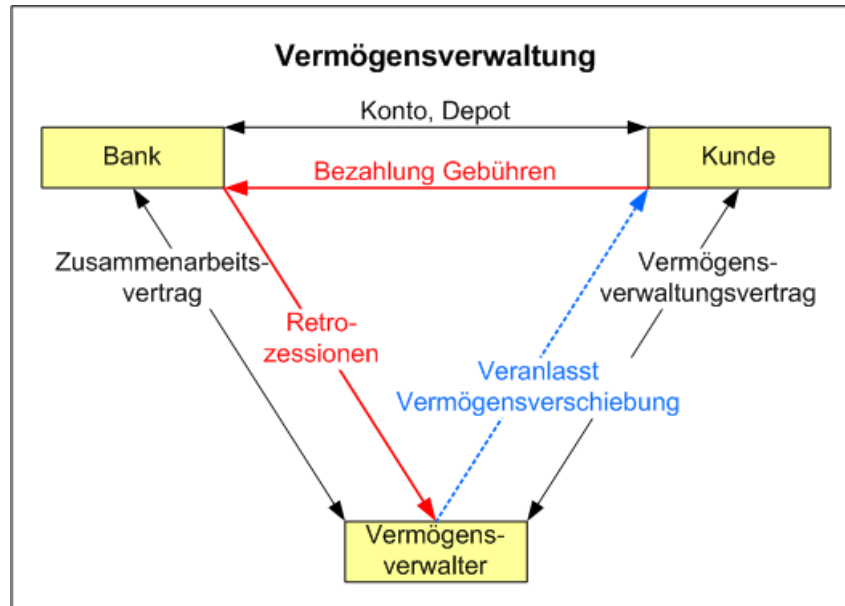 Vermögensverwaltung
Konto, Depot
Bank
Kunde
Bezahlung Gebühren
Zusammenarbeits-
vertrag
Vermögens-
verwaltungsvertrag
Retro-
zessionen
Veranlasst
Vermögensverschiebung
Vermögens-
verwalter